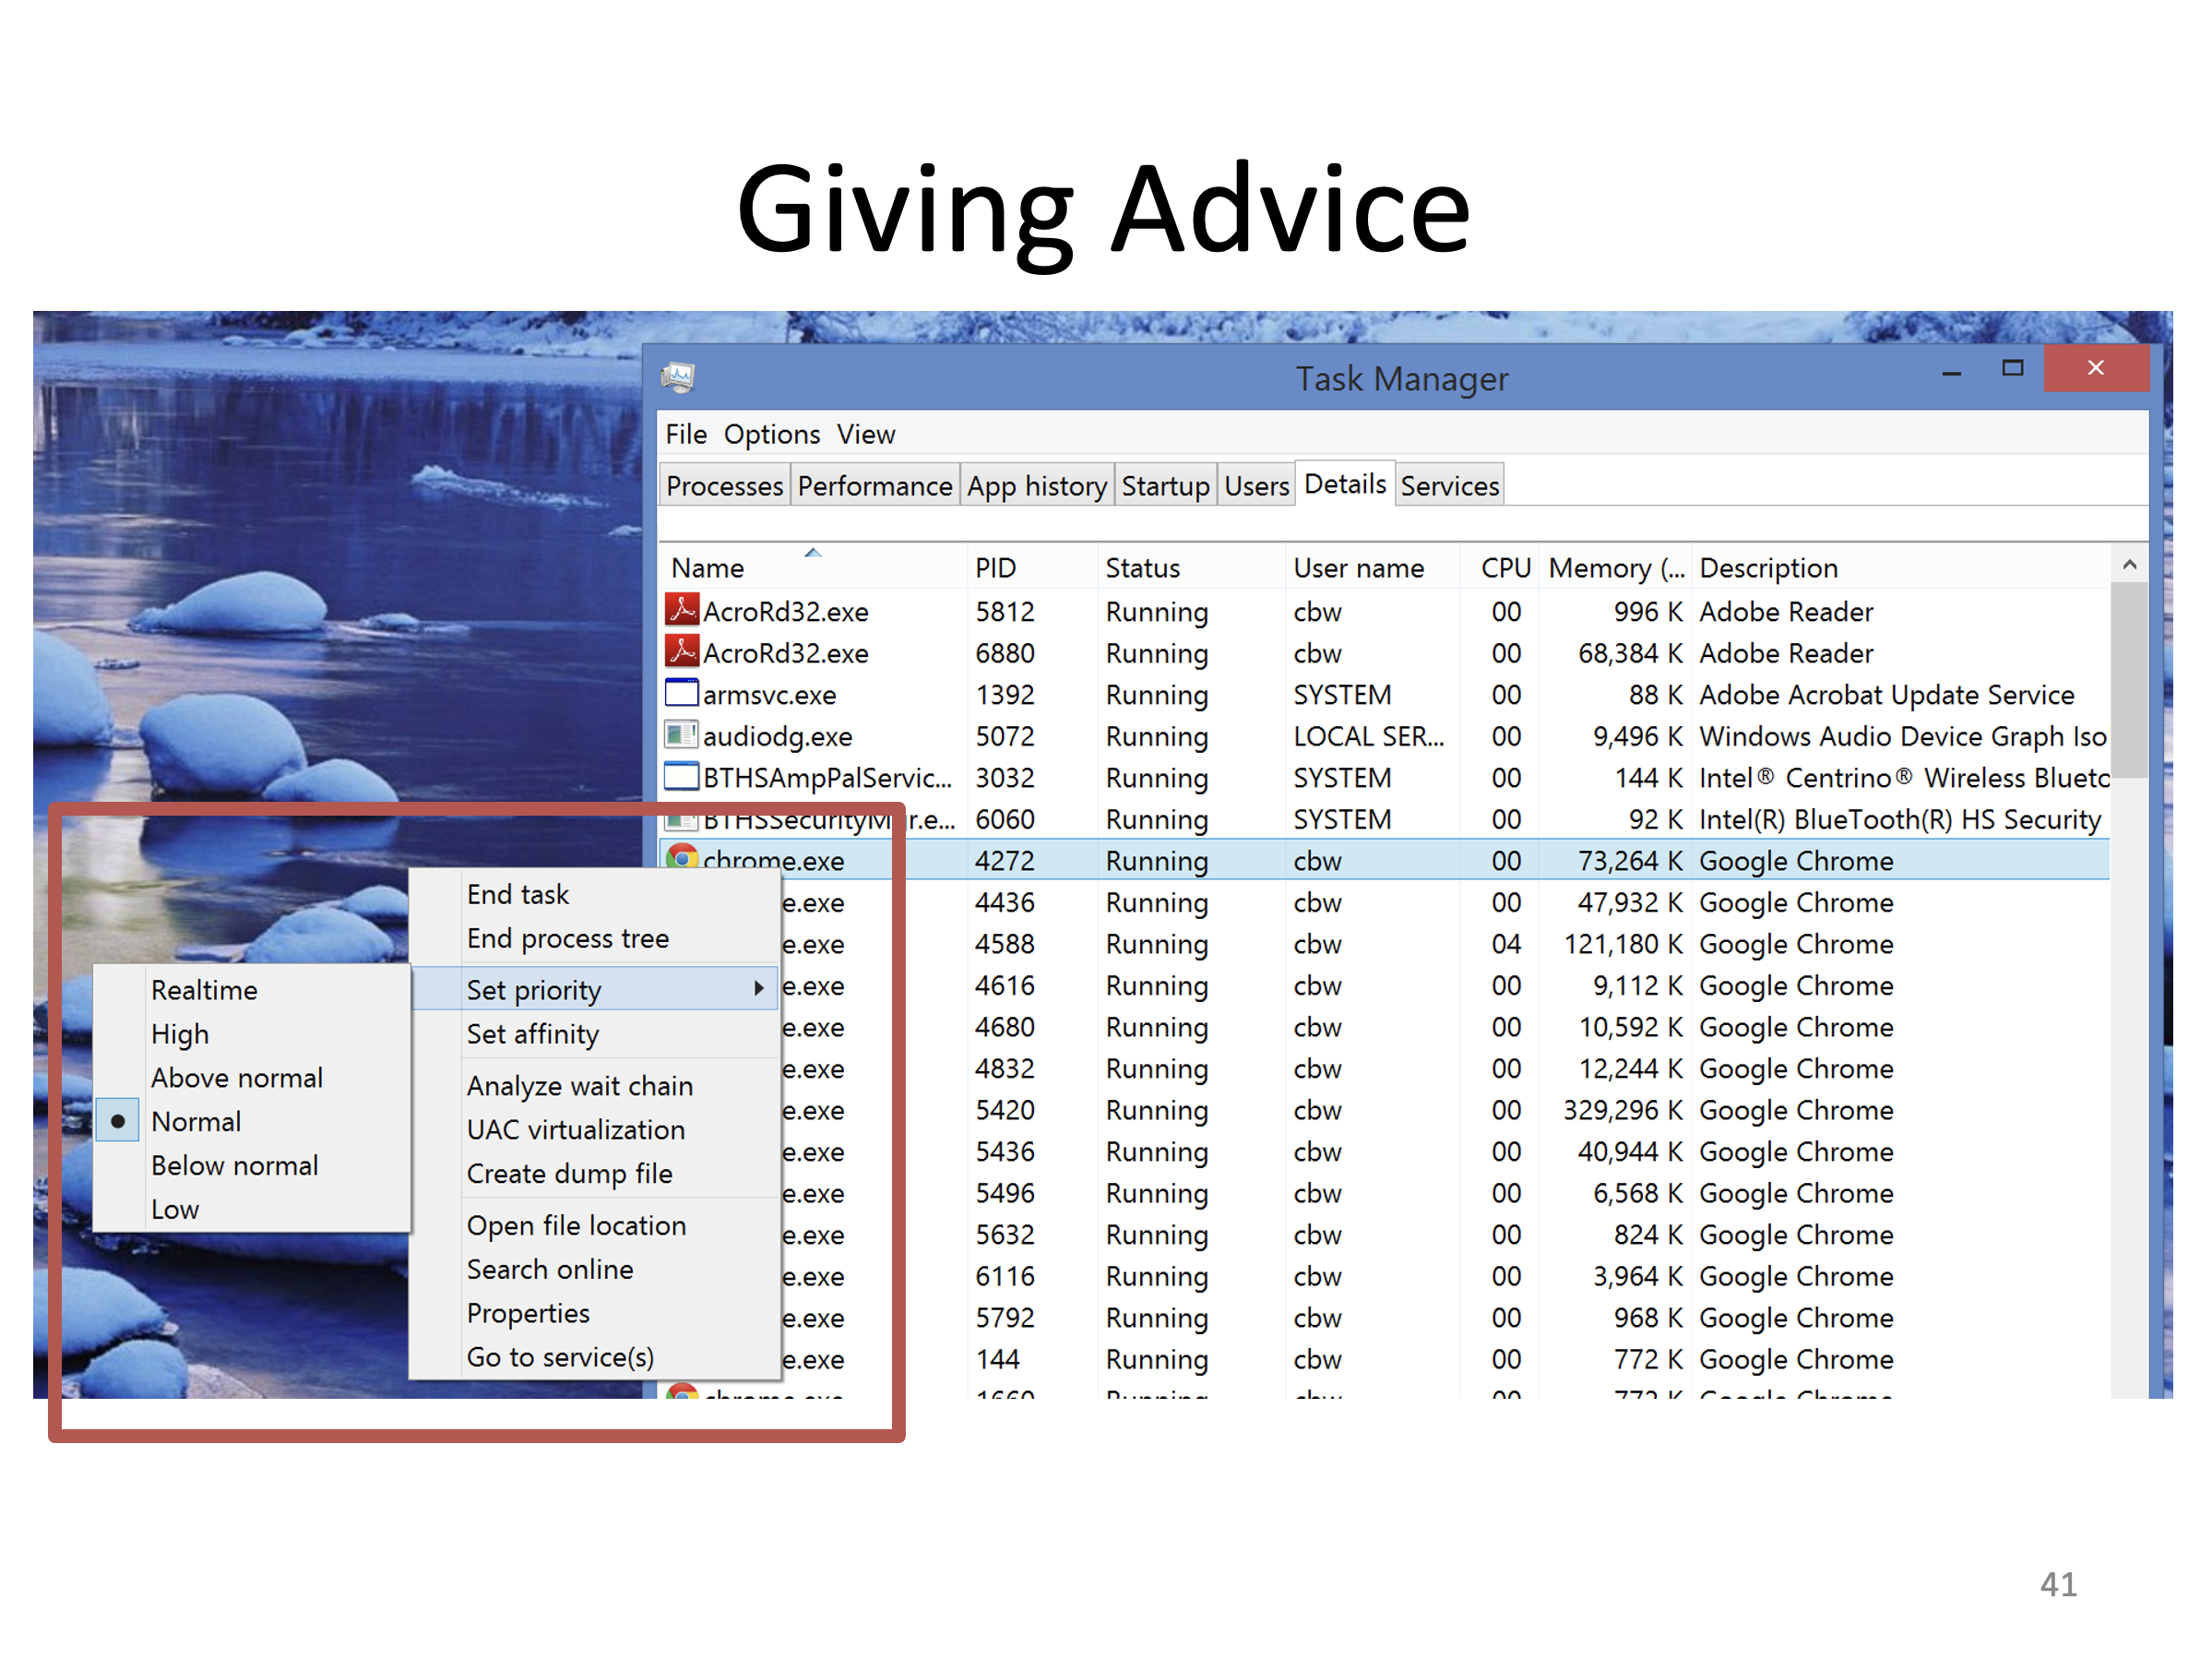 Giving Advice
Task Manager
File Options View
Processes Performance App history Startup Users Details Services
Name PID Status User name CPU Memory (... Description
AcroRd32.exe 5812 Running cbw 00 996 K Adobe Reader
AcroRd32.exe 6880 Running cbw 00 68,384 K Adobe Reader
armsvc.exe 1392 Running SYSTEM 00 88 K Adobe Acrobat Update Service
audiodg.exe 5072 Running LOCAL SER... 00 9,496 K Windows Audio Device Graph Iso
BTHSAmpPalServic... 3032 Running SYSTEM 00 144 K Intel® Centrino® Wireless Blueto
BTHSSecurityMgr.e... 6060 Running SYSTEM 00 92 K Intel(R) BlueTooth(R) HS Security
chrome.exe 4272 Running cbw 00 73,264 K Google Chrome
e.exe 4436 Running cbw 00 47,932 K Google Chrome
e.exe 4588 Running cbw 04 121,180 K Google Chrome
e.exe 4616 Running cbw 00 9,112 K Google Chrome
e.exe 4680 Running cbw 00 10,592 K Google Chrome
e.exe 4832 Running cbw 00 12,244 K Google Chrome
e.exe 5420 Running cbw 00 329,296 K Google Chrome
e.exe 5436 Running cbw 00 40,944 K Google Chrome
e.exe 5496 Running cbw 00 6,568 K Google Chrome
e.exe 5632 Running cbw 00 824 K Google Chrome
e.exe 6116 Running cbw 00 3,964 K Google Chrome
e.exe 5792 Running cbw 00 968 K Google Chrome
e.exe 144 Running cbw 00 772 K Google Chrome
chrome.exe 1660 Running cbw 00 772 K Google Chrome
End task
End process tree
Set priority
Set affinity
Analyze wait chain
UAC virtualization
Create dump file
Open file location
Search online
Properties
Go to service(s)
Realtime
High
Above normal
Normal
Below normal
Low
41